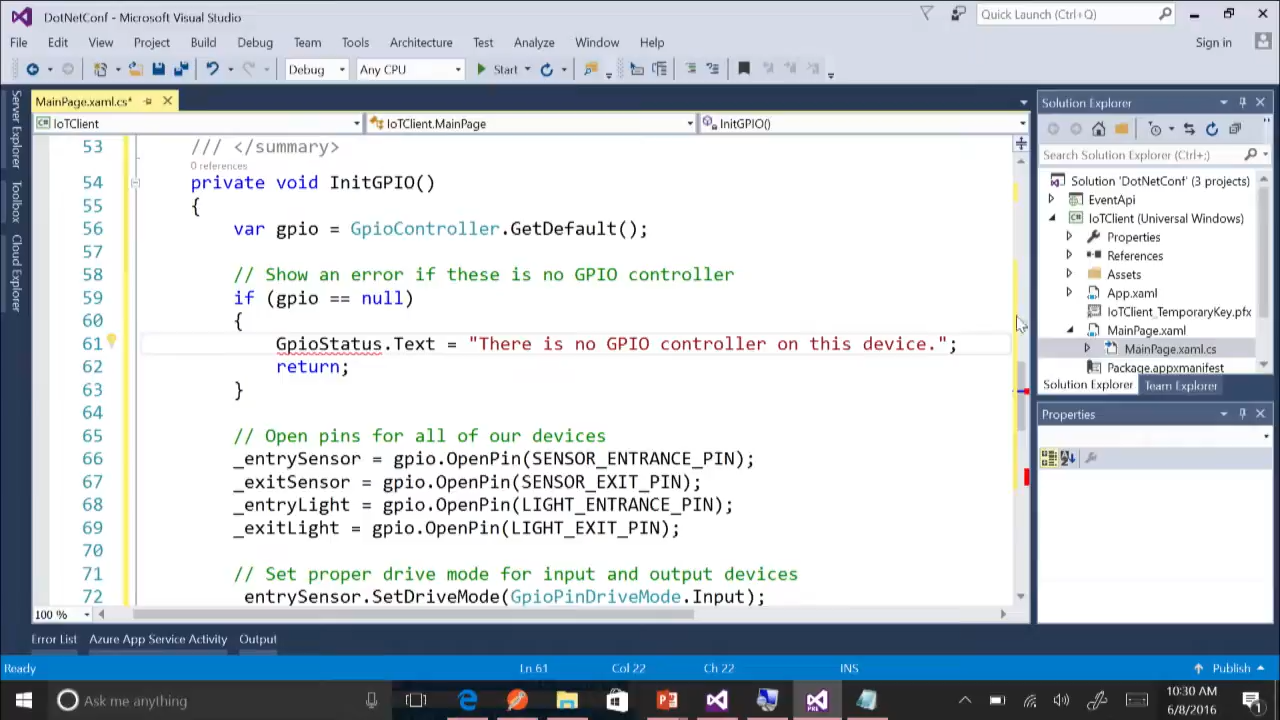 DotNetConf - Microsoft Visual Studio
Quick Launch (Ctrl+Q)
File Edit View Project Build Debug Team Tools Architecture Test Analyze Window Help
Sign in
Debug Any CPU Start
Server Explorer
Toolbox
Cloud Explorer
MainPage.xaml.cs*
IoTClient IoTClient.MainPage InitGPIO()
53 /// </summary>
0 references
54 private void InitGPIO()
55 {
56 var gpio = GpioController.GetDefault();
57
58 // Show an error if these is no GPIO controller
59 if (gpio == null)
60 {
61 GpioStatus.Text = "There is no GPIO controller on this device.";
62 return;
63 }
64
65 // Open pins for all of our devices
66 _entrySensor = gpio.OpenPin(SENSOR_ENTRANCE_PIN);
67 _exitSensor = gpio.OpenPin(SENSOR_EXIT_PIN);
68 _entryLight = gpio.OpenPin(LIGHT_ENTRANCE_PIN);
69 _exitLight = gpio.OpenPin(LIGHT_EXIT_PIN);
70
71 // Set proper drive mode for input and output devices
72 entrySensor.SetDriveMode(GpioPinDriveMode.Input);
100 %
Solution Explorer
Search Solution Explorer (Ctrl+;)
Solution 'DotNetConf' (3 projects)
EventApi
IoTClient (Universal Windows)
Properties
References
Assets
App.xaml
IoTClient_TemporaryKey.pfx
MainPage.xaml
MainPage.xaml.cs
Package.appxmanifest
Solution Explorer Team Explorer
Properties
Error List Azure App Service Activity Output
Ready Ln 61 Col 22 Ch 22 INS Publish
Ask me anything
10:30 AM
6/8/2016